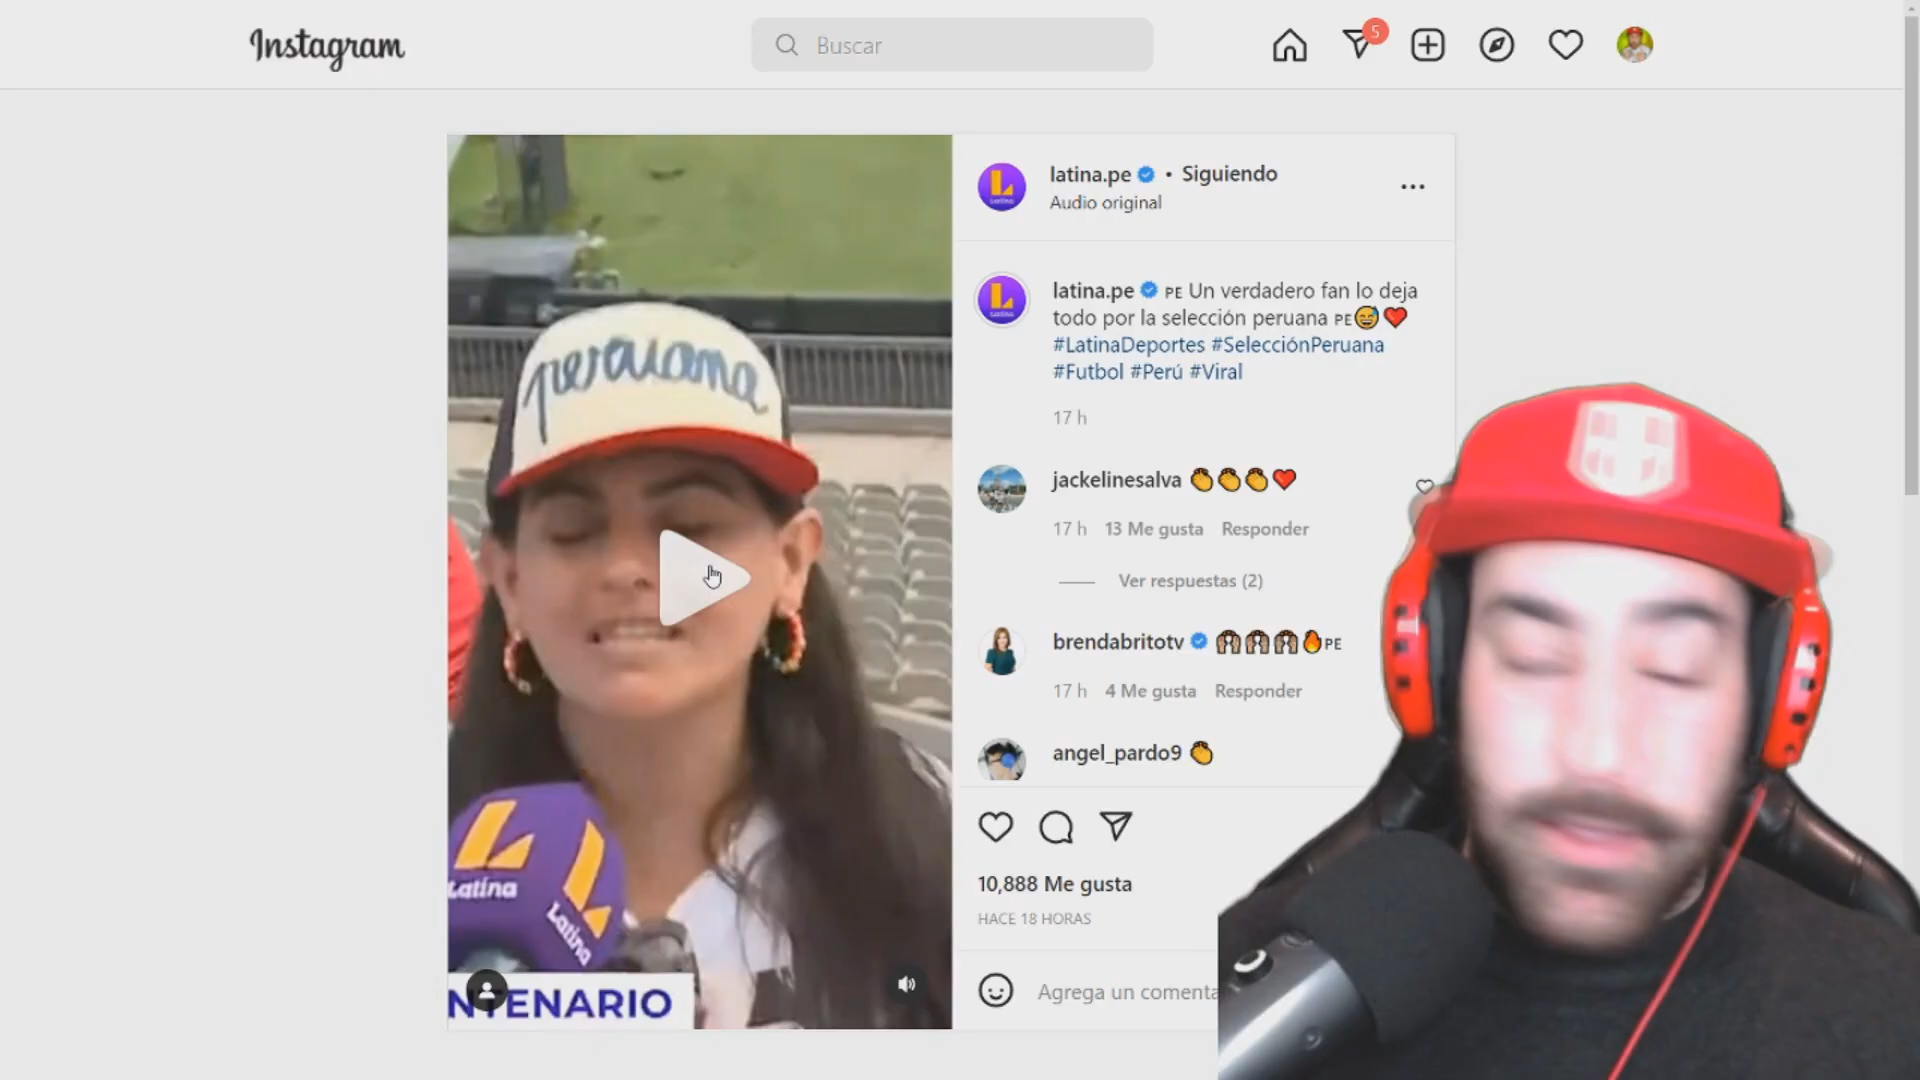 Instagram
Buscar
5
latina.pe • Siguiendo
Audio original
latina.pe PE Un verdadero fan lo deja
todo por la selección peruana PE😅❤️
#LatinaDeportes #SelecciónPeruana
#Futbol #Perú #Viral
17 h
jackelinesalva 👏👏👏❤️
17 h 13 Me gusta Responder
Ver respuestas (2)
brendabritotv 🙌🙌🙌🔥PE
17 h 4 Me gusta Responder
angel_pardo9 👏
10,888 Me gusta
HACE 18 HORAS
Agrega un comenta
peruana
Latina
Latina
NTENARIO